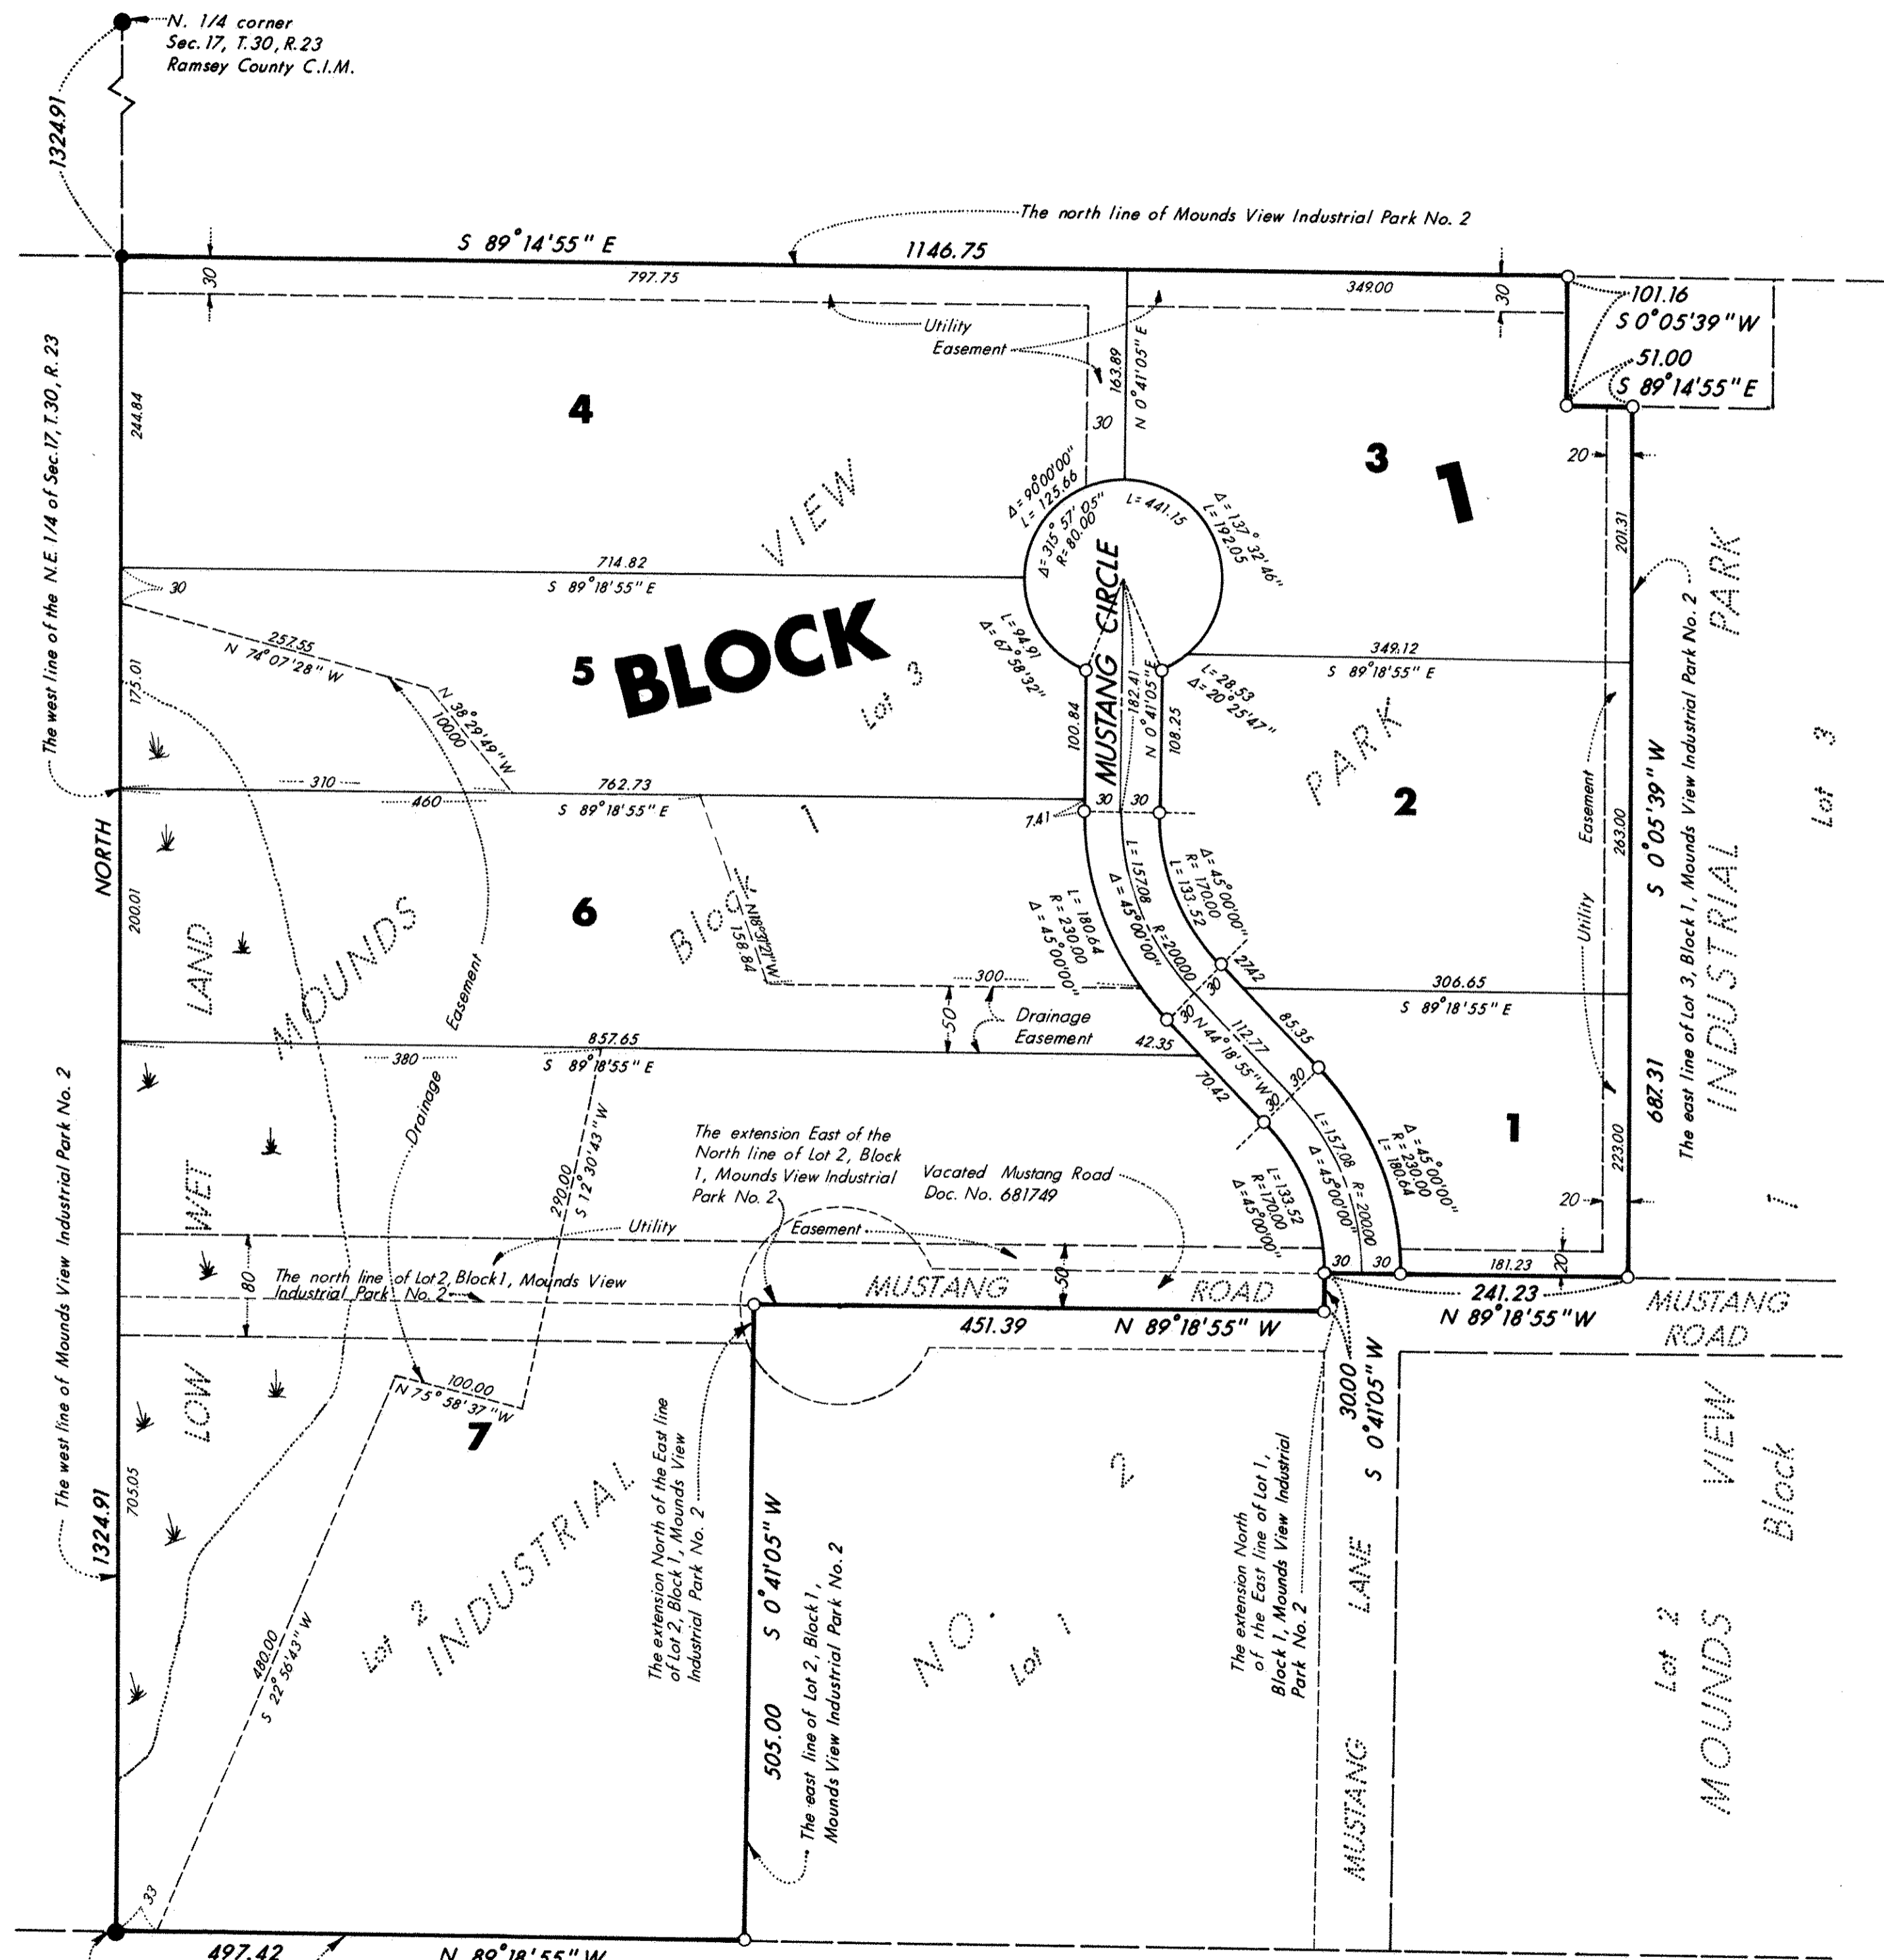 N. 1/4 corner
Sec. 17, T.30, R.23
Ramsey County C.I.M.
1324.91
The north line of Mounds View Industrial Park No. 2
S 89°14'55" E
1146.75
797.75
349.00
30
30
101.16
S 0°05'39" W
51.00
S 89°14'55" E
Utility
Easement
163.89
N 0°41'05" E
30
The west line of the N.E. 1/4 of Sec.17, T.30, R.23
244.84
4
3
1
20
VIEW
Δ=90°00'00"
L=125.66
Δ=315°57'05"
R=80.00
L=441.15
Δ=137°32'46"
L=192.05
201.31
PARK
714.82
S 89°18'55" E
30
257.55
N 74°07'28" W
N 38°29'49" W
100.00
5
BLOCK
Lot 3
L=94.91
Δ=67°58'32"
MUSTANG CIRCLE
182.41
N 0°41'05" E
349.12
S 89°18'55" E
L=28.53
Δ=20°25'47"
175.01
100.84
108.25
PARK
310
762.73
460
S 89°18'55" E
1
7.41
30
30
2
Easement
263.00
S 0°05'39" W
The east line of Lot 3, Block 1, Mounds View Industrial Park No. 2
Lot 3
NORTH
200.01
6
Block
N18°37'21"W
158.84
L=157.08
Δ=45°00'00"
R=200.00
Δ=45°00'00"
R=170.00
L=133.52
L=180.64
R=230.00
Δ=45°00'00"
LAND
MOUNDS
Easement
300
50
Drainage
Easement
27.42
30
30
306.65
S 89°18'55" E
Utility
INDUSTRIAL
857.65
380
S 89°18'55" E
42.35
N 44°18'55" W
112.77
85.35
70.42
30
30
687.31
The west line of Mounds View Industrial Park No. 2
Drainage
290.00
S 12°30'43" W
The extension East of the
North line of Lot 2, Block
1, Mounds View Industrial
Park No. 2
Vacated Mustang Road
Doc. No. 681749
1
223.00
L=157.08
Δ=45°00'00"
R=200.00
Δ=45°00'00"
R=230.00
L=180.64
L=133.52
R=170.00
Δ=45°00'00"
20
1
WET
Utility
Easement
80
The north line of Lot 2, Block 1, Mounds View
Industrial Park No. 2
50
MUSTANG ROAD
30
30
181.23
20
241.23
N 89°18'55" W
MUSTANG
ROAD
451.39
N 89°18'55" W
30.00
S 0°41'05" W
LOW
100.00
N 75°58'37" W
7
705.05
1324.91
The extension North of the East line
of Lot 2, Block 1, Mounds View
Industrial Park No. 2
505.00
S 0°41'05" W
The east line of Lot 2, Block 1,
Mounds View Industrial Park No. 2
2
The extension North
of the East line of Lot 1,
Block 1, Mounds View Industrial
Park No. 2
MUSTANG LANE
Lot 2
INDUSTRIAL
NO.
Lot 1
Lot 2
MOUNDS VIEW
Block
480.00
S 22°56'43" W
33
497.42
N 89°18'55" W